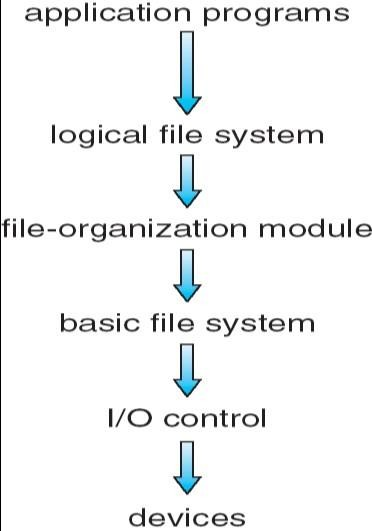 application programs
logical file system
file-organization module
basic file system
I/O control
devices